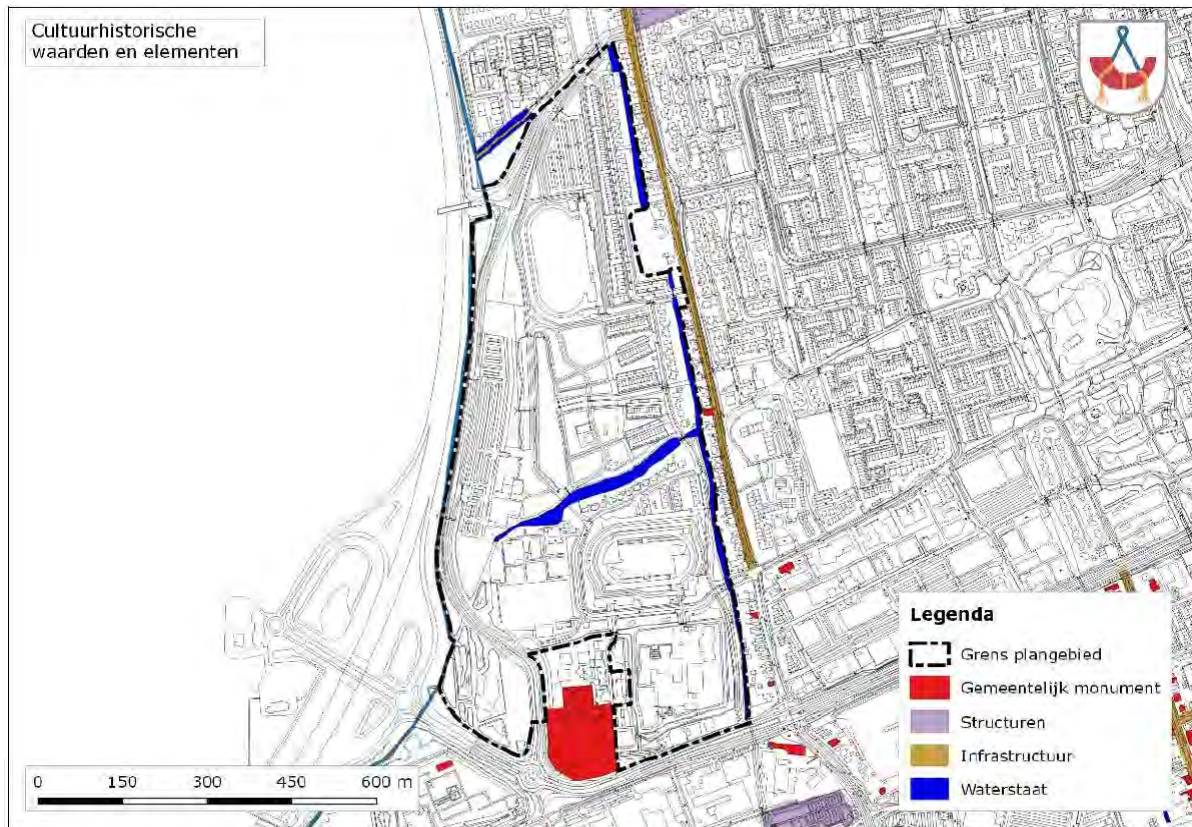 Cultuurhistorische
waarden en elementen
Legenda
Grens plangebied
Gemeentelijk monument
Structuren
Infrastructuur
Waterstaat
0 150 300 450 600 m